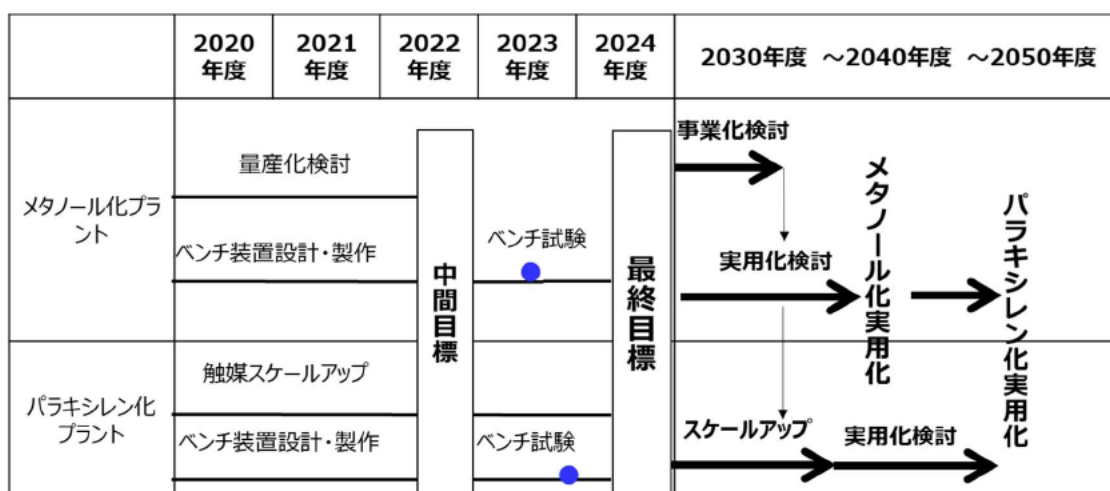 2020
年度
2021
年度
2022
年度
2023
年度
2024
年度
2030年度 ～2040年度 ～2050年度
メタノール化プラ
ント
量産化検討
ベンチ装置設計・製作
中間目標
ベンチ試験
最終目標
事業化検討
実用化検討
メタノール化実用化
パラキシレン化実用化
パラキシレン化
プラント
触媒スケールアップ
ベンチ装置設計・製作
ベンチ試験
スケールアップ
実用化検討